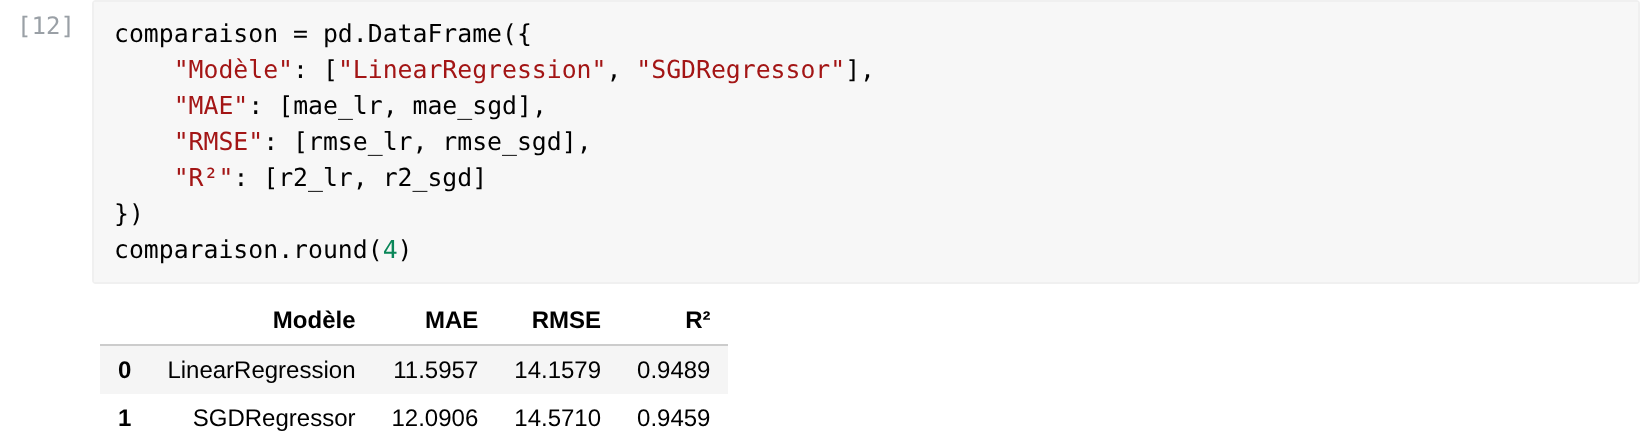 [12]
comparaison = pd.DataFrame({
    "Modèle": ["LinearRegression", "SGDRegressor"],
    "MAE": [mae_lr, mae_sgd],
    "RMSE": [rmse_lr, rmse_sgd],
    "R²": [r2_lr, r2_sgd]
})
comparaison.round(4)
Modèle MAE RMSE R²
0 LinearRegression 11.5957 14.1579 0.9489
1 SGDRegressor 12.0906 14.5710 0.9459